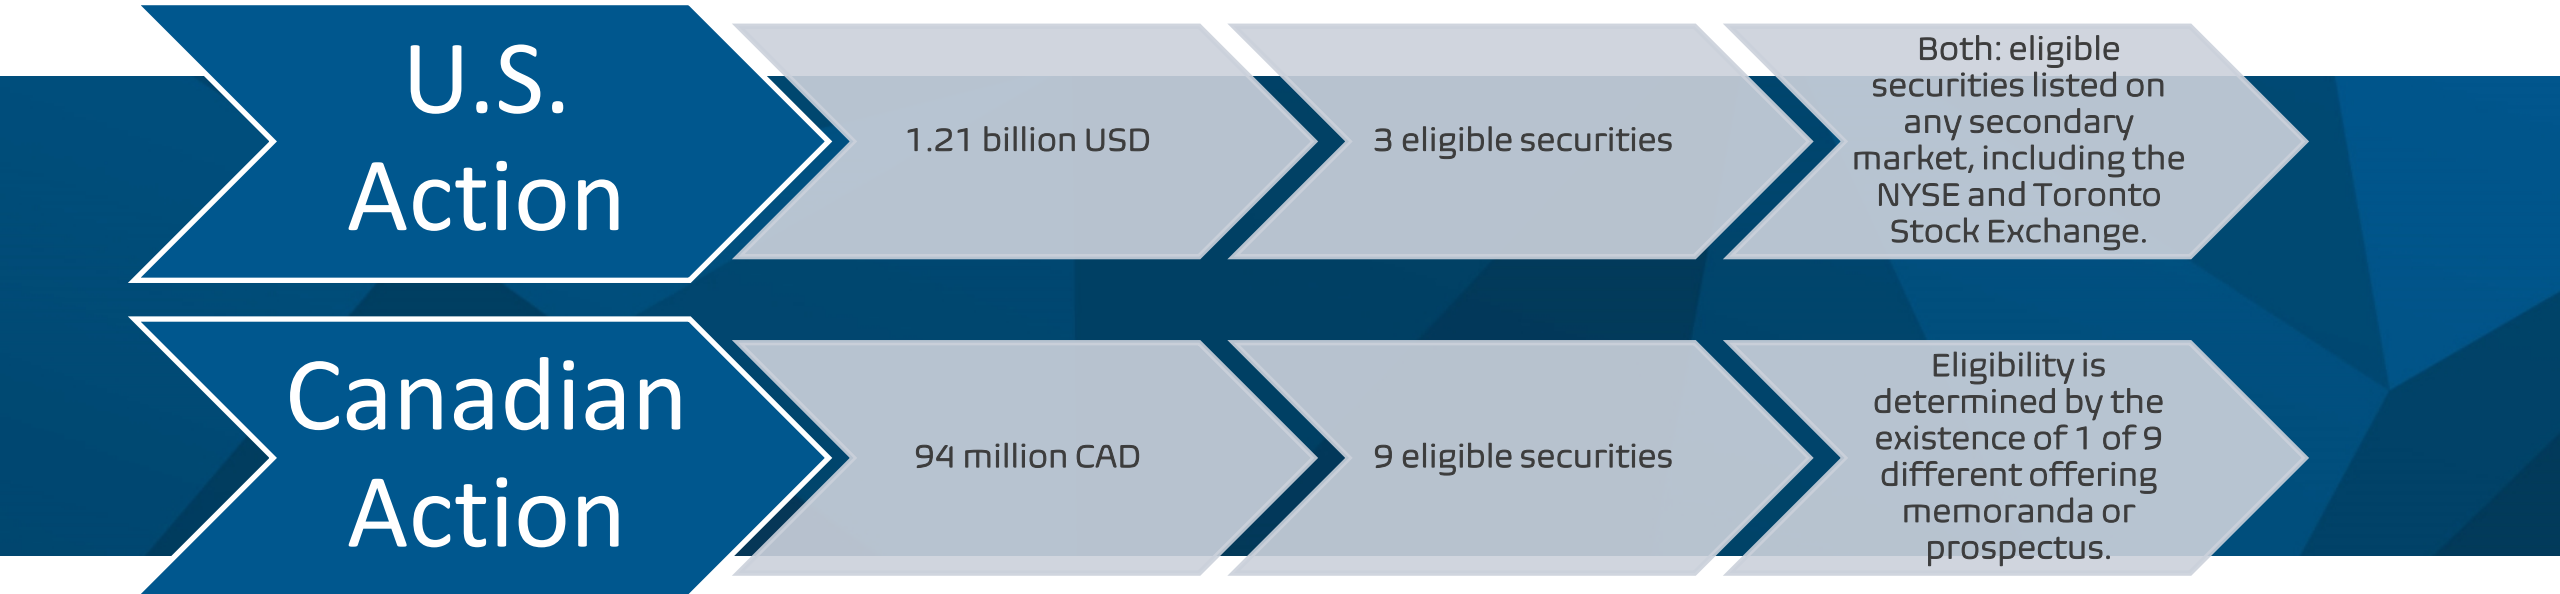 U.S.
Action
1.21 billion USD
3 eligible securities
Both: eligible
securities listed on
any secondary
market, including the
NYSE and Toronto
Stock Exchange.
Canadian
Action
94 million CAD
9 eligible securities
Eligibility is
determined by the
existence of 1 of 9
different offering
memoranda or
prospectus.